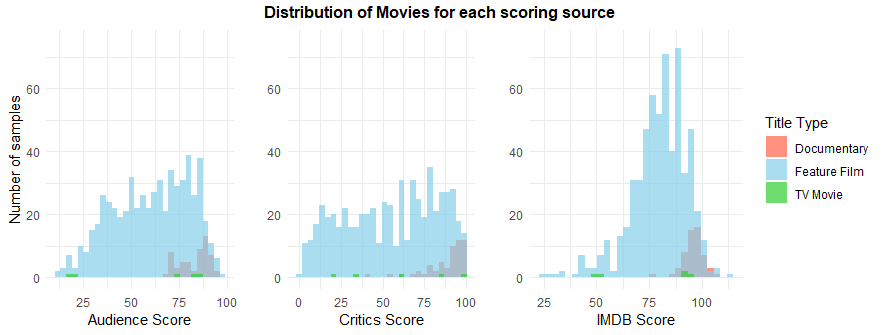 Distribution of Movies for each scoring source
Number of samples
60
40
20
0
25
50
75
100
Audience Score
60
40
20
0
0
25
50
75
100
Critics Score
60
40
20
0
25
50
75
100
IMDB Score
Title Type
Documentary
Feature Film
TV Movie